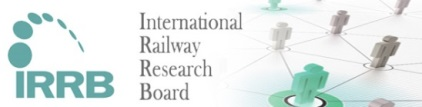 IRRB
International
Railway
Research
Board